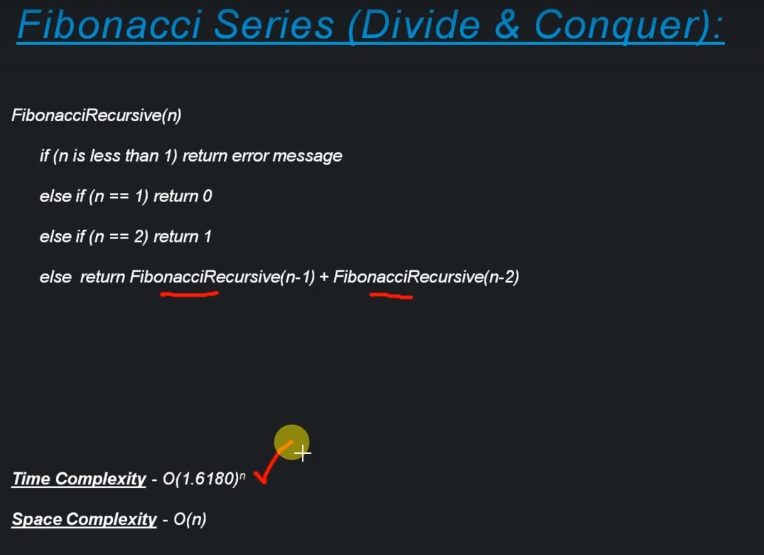 Fibonacci Series (Divide & Conquer):
FibonacciRecursive(n)
if (n is less than 1) return error message
else if (n == 1) return 0
else if (n == 2) return 1
else  return FibonacciRecursive(n-1) + FibonacciRecursive(n-2)
Time Complexity - O(1.6180)ⁿ
Space Complexity - O(n)